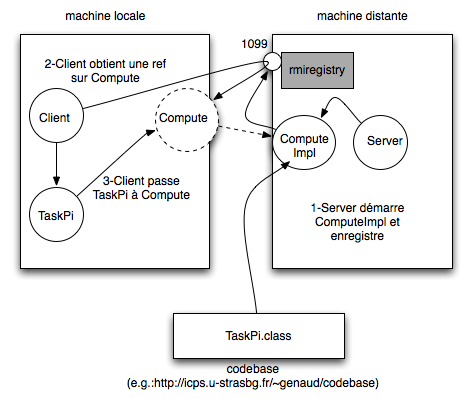 machine locale
machine distante
1099
2-Client obtient une ref
sur Compute
rmiregistry
Client
Compute
Compute
Impl
Server
3-Client passe
TaskPi à Compute
TaskPi
1-Server démarre
ComputeImpl et
enregistre
TaskPi.class
codebase
(e.g.:http://icps.u-strasbg.fr/~genaud/codebase)